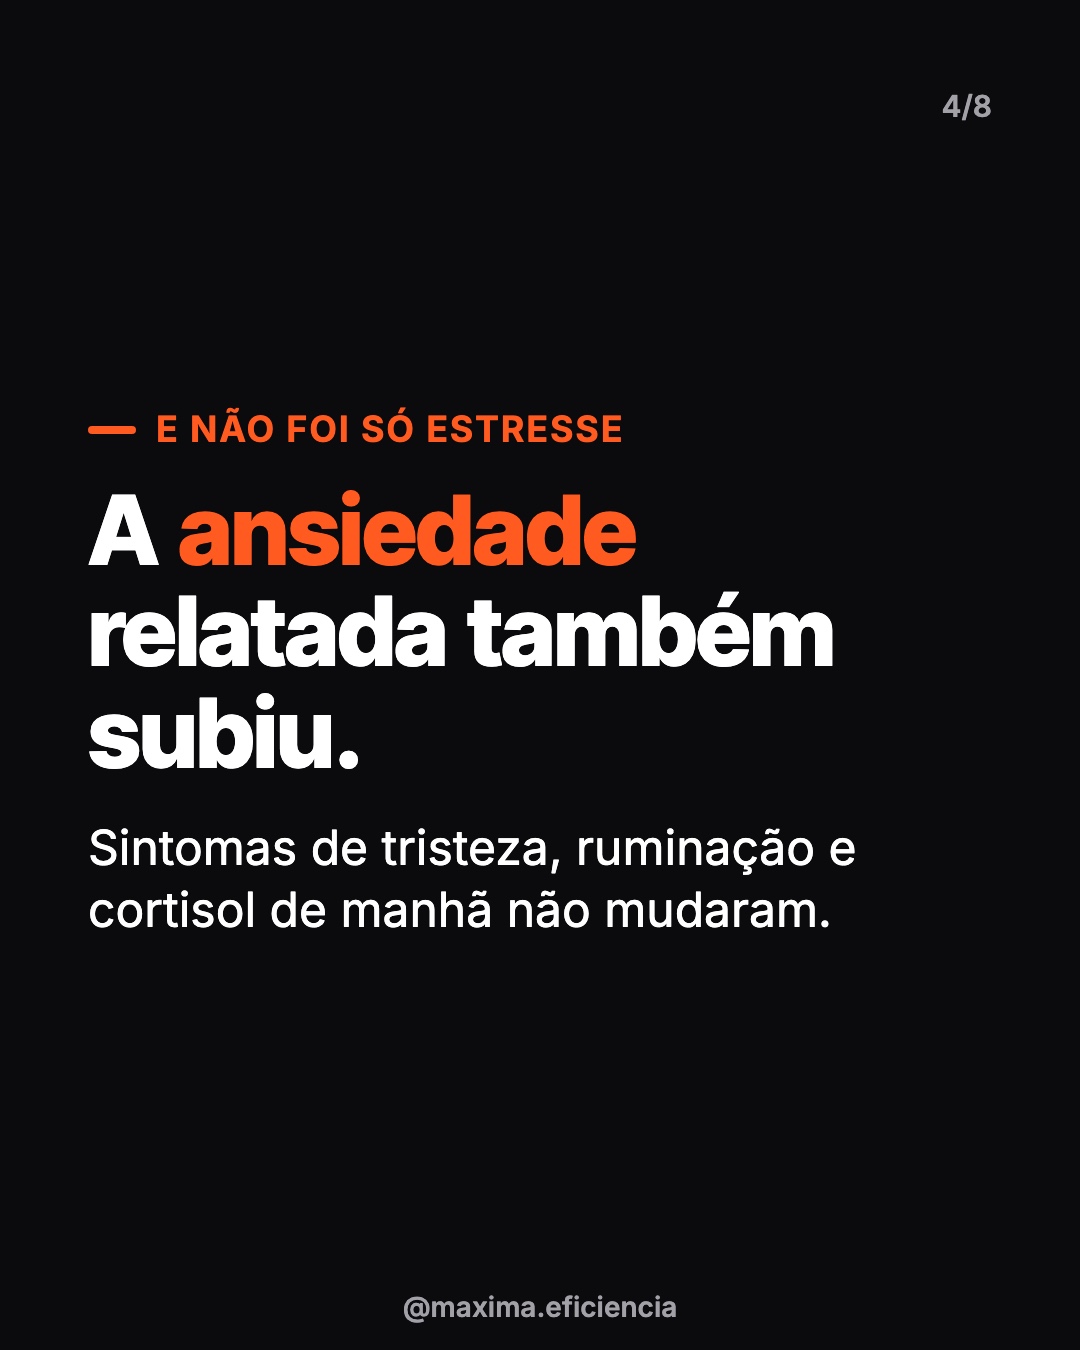 4/8
E NÃO FOI SÓ ESTRESSE
A ansiedade
relatada também
subiu.
Sintomas de tristeza, ruminação e
cortisol de manhã não mudaram.
@maxima.eficiencia